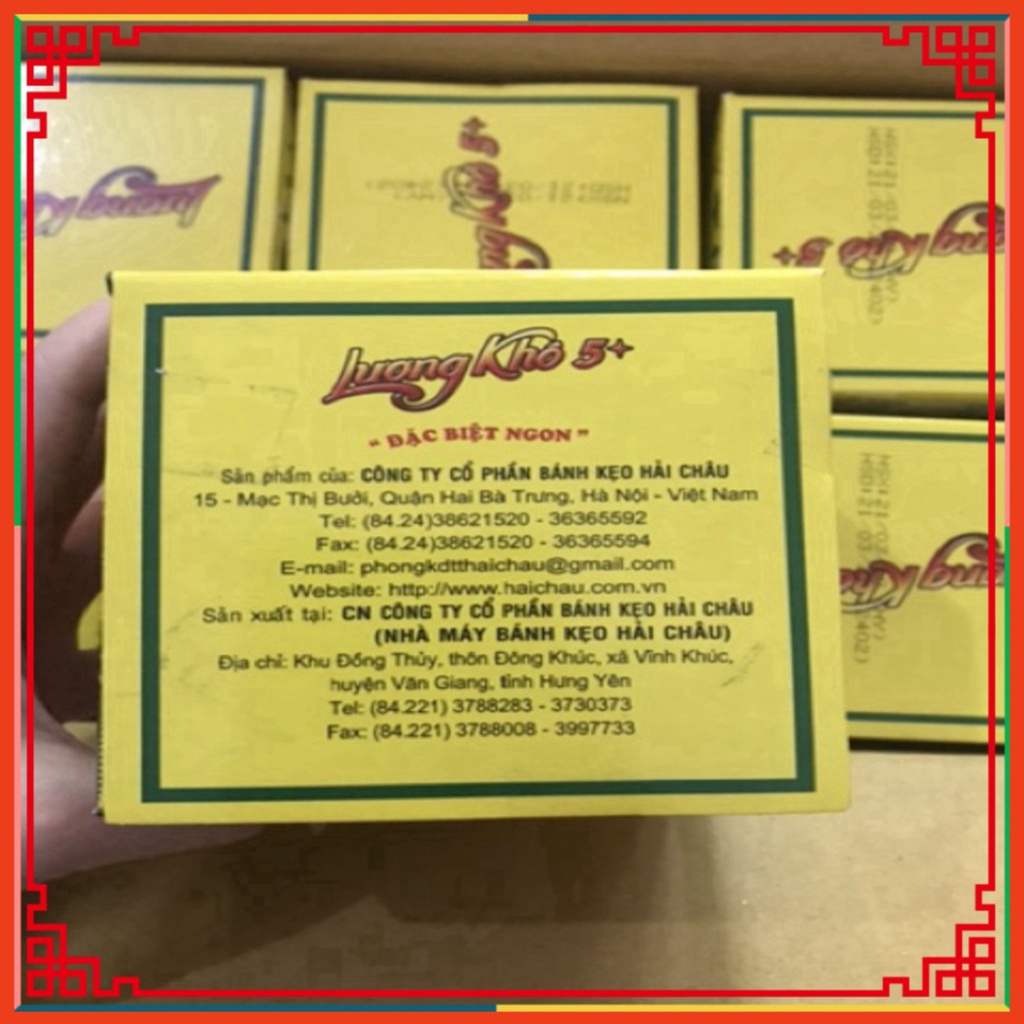 Lương Khô 5+
"ĐẶC BIỆT NGON"
Sản phẩm của: CÔNG TY CỔ PHẦN BÁNH KẸO HẢI CHÂU
15 - Mạc Thị Bưởi, Quận Hai Bà Trưng, Hà Nội - Việt Nam
Tel: (84.24)38621520 - 36365592
Fax: (84.24)38621520 - 36365594
E-mail: phongkdtthaichau@gmail.com
Website: http://www.haichau.com.vn
Sản xuất tại: CN CÔNG TY CỔ PHẦN BÁNH KẸO HẢI CHÂU
(NHÀ MÁY BÁNH KẸO HẢI CHÂU)
Địa chỉ: Khu Đồng Thủy, thôn Đông Khúc, xã Vĩnh Khúc,
huyện Văn Giang, tỉnh Hưng Yên
Tel: (84.221) 3788283 - 3730373
Fax: (84.221) 3788008 - 3997733